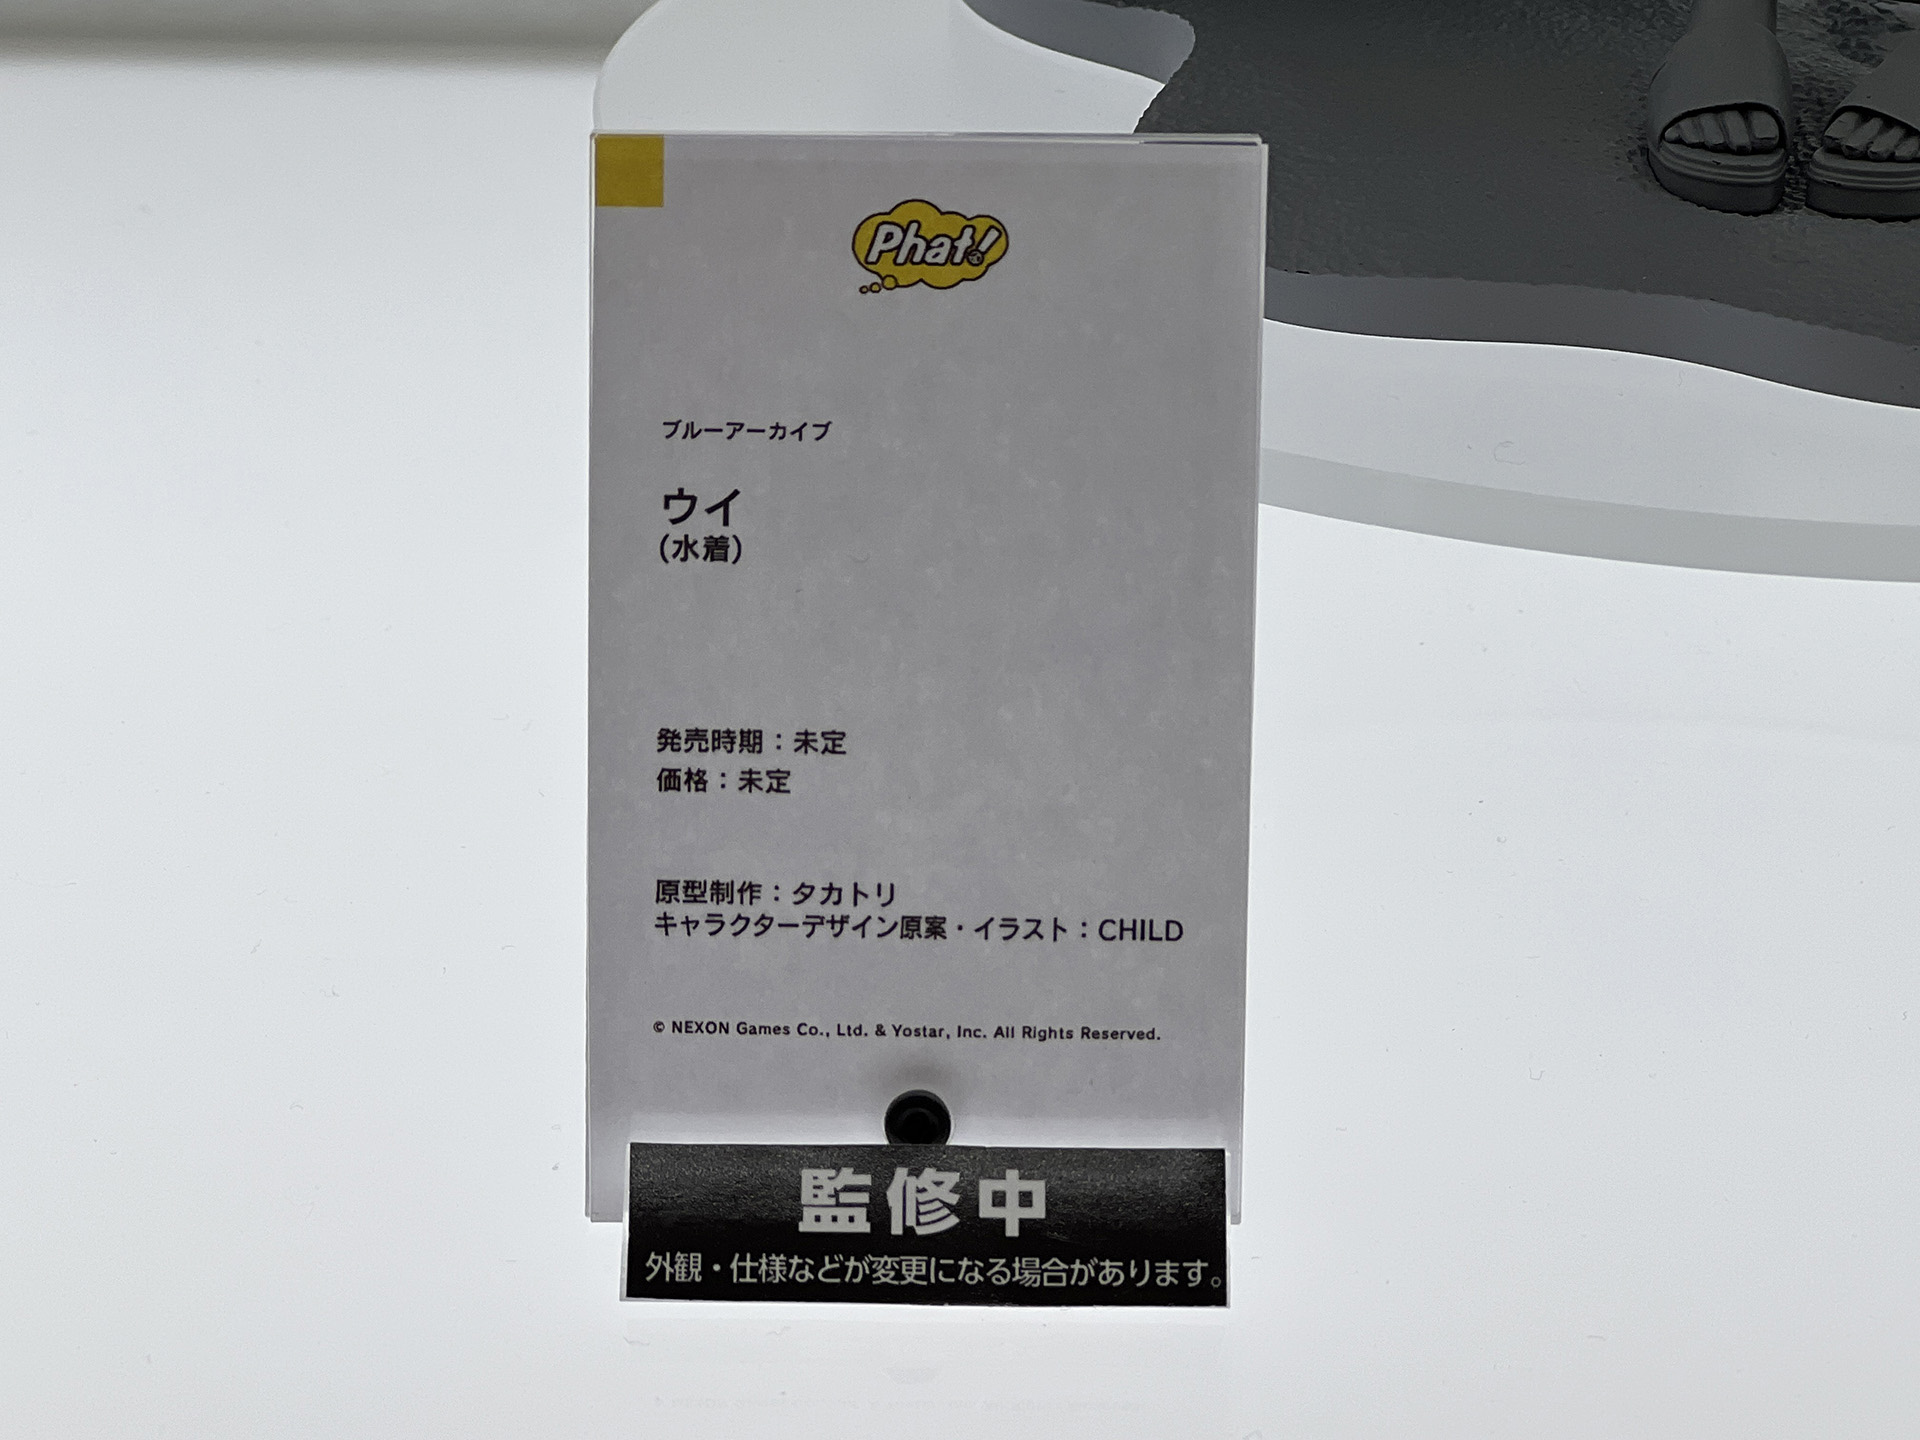 Phat!
ブルーアーカイブ
ウイ
(水着)
発売時期：未定
価格：未定
原型制作：タカトリ
キャラクターデザイン原案・イラスト：CHILD
© NEXON Games Co., Ltd. & Yostar, Inc. All Rights Reserved.
監修中
外観・仕様などが変更になる場合があります。